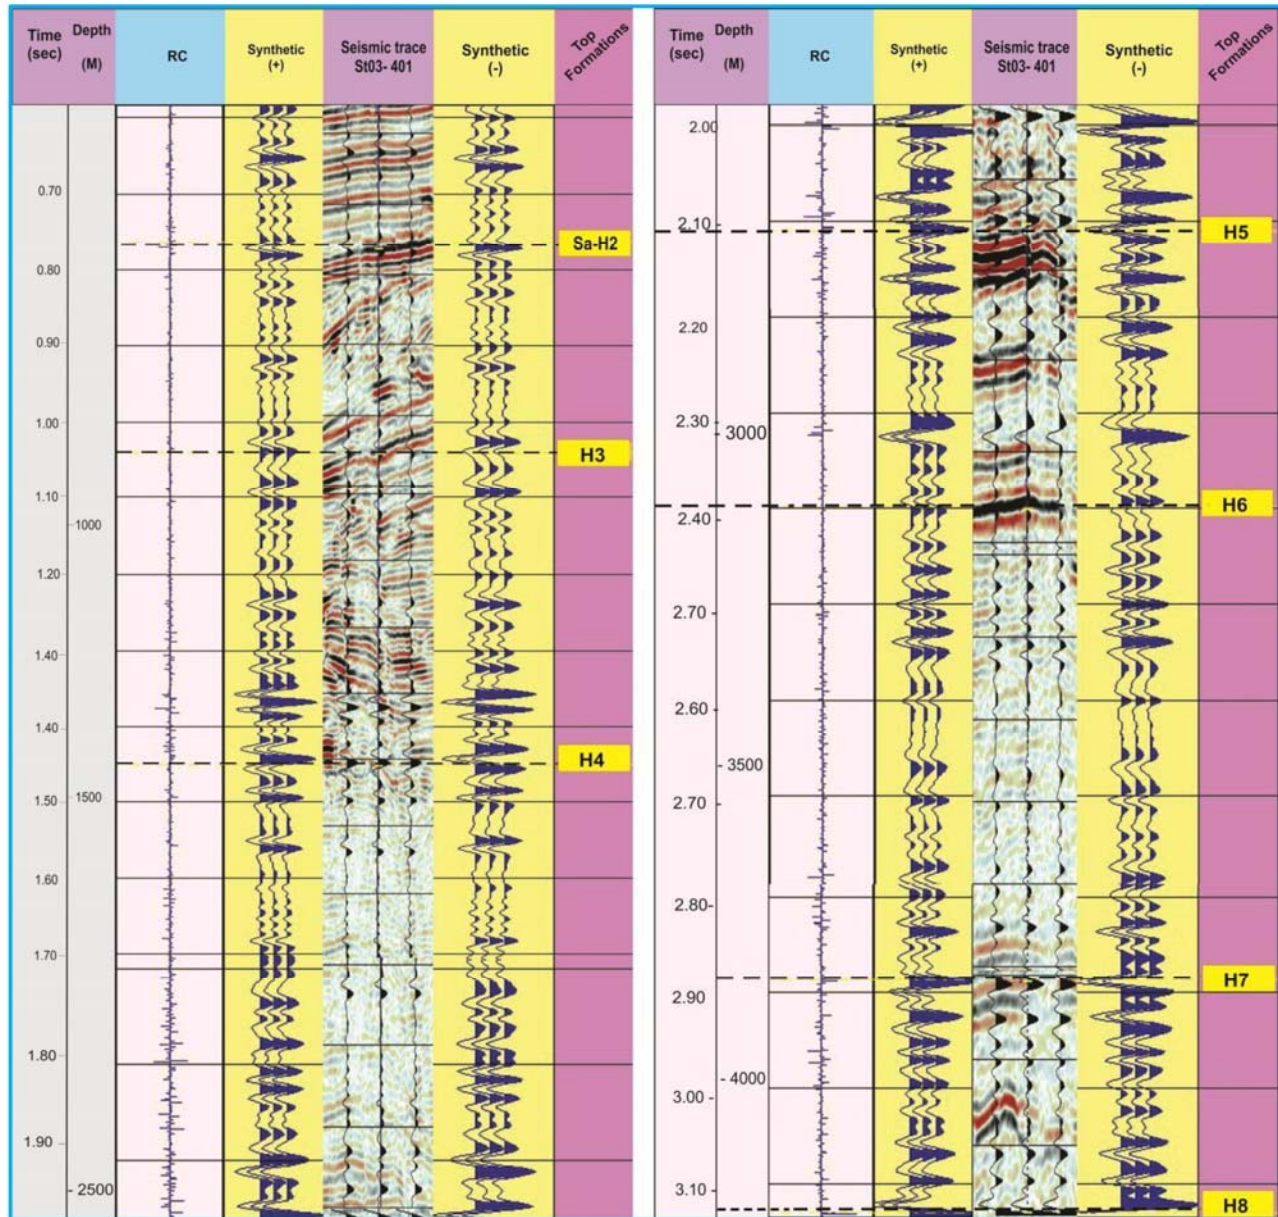 Time
(sec)
Depth
(M)
RC
Synthetic
(+)
Seismic trace
St03- 401
Synthetic
(-)
Top
Formations
0.70
0.80
0.90
1.00
1.10
1.20
1.40
1.40
1.50
1.60
1.70
1.80
1.90
1000
1500
2500
Sa-H2
H3
H4
Time
(sec)
Depth
(M)
RC
Synthetic
(+)
Seismic trace
St03- 401
Synthetic
(-)
Top
Formations
2.00
2.10
2.20
2.30
2.40
2.70
2.60
2.70
2.80
2.90
3.00
3.10
3000
3500
4000
H5
H6
H7
H8